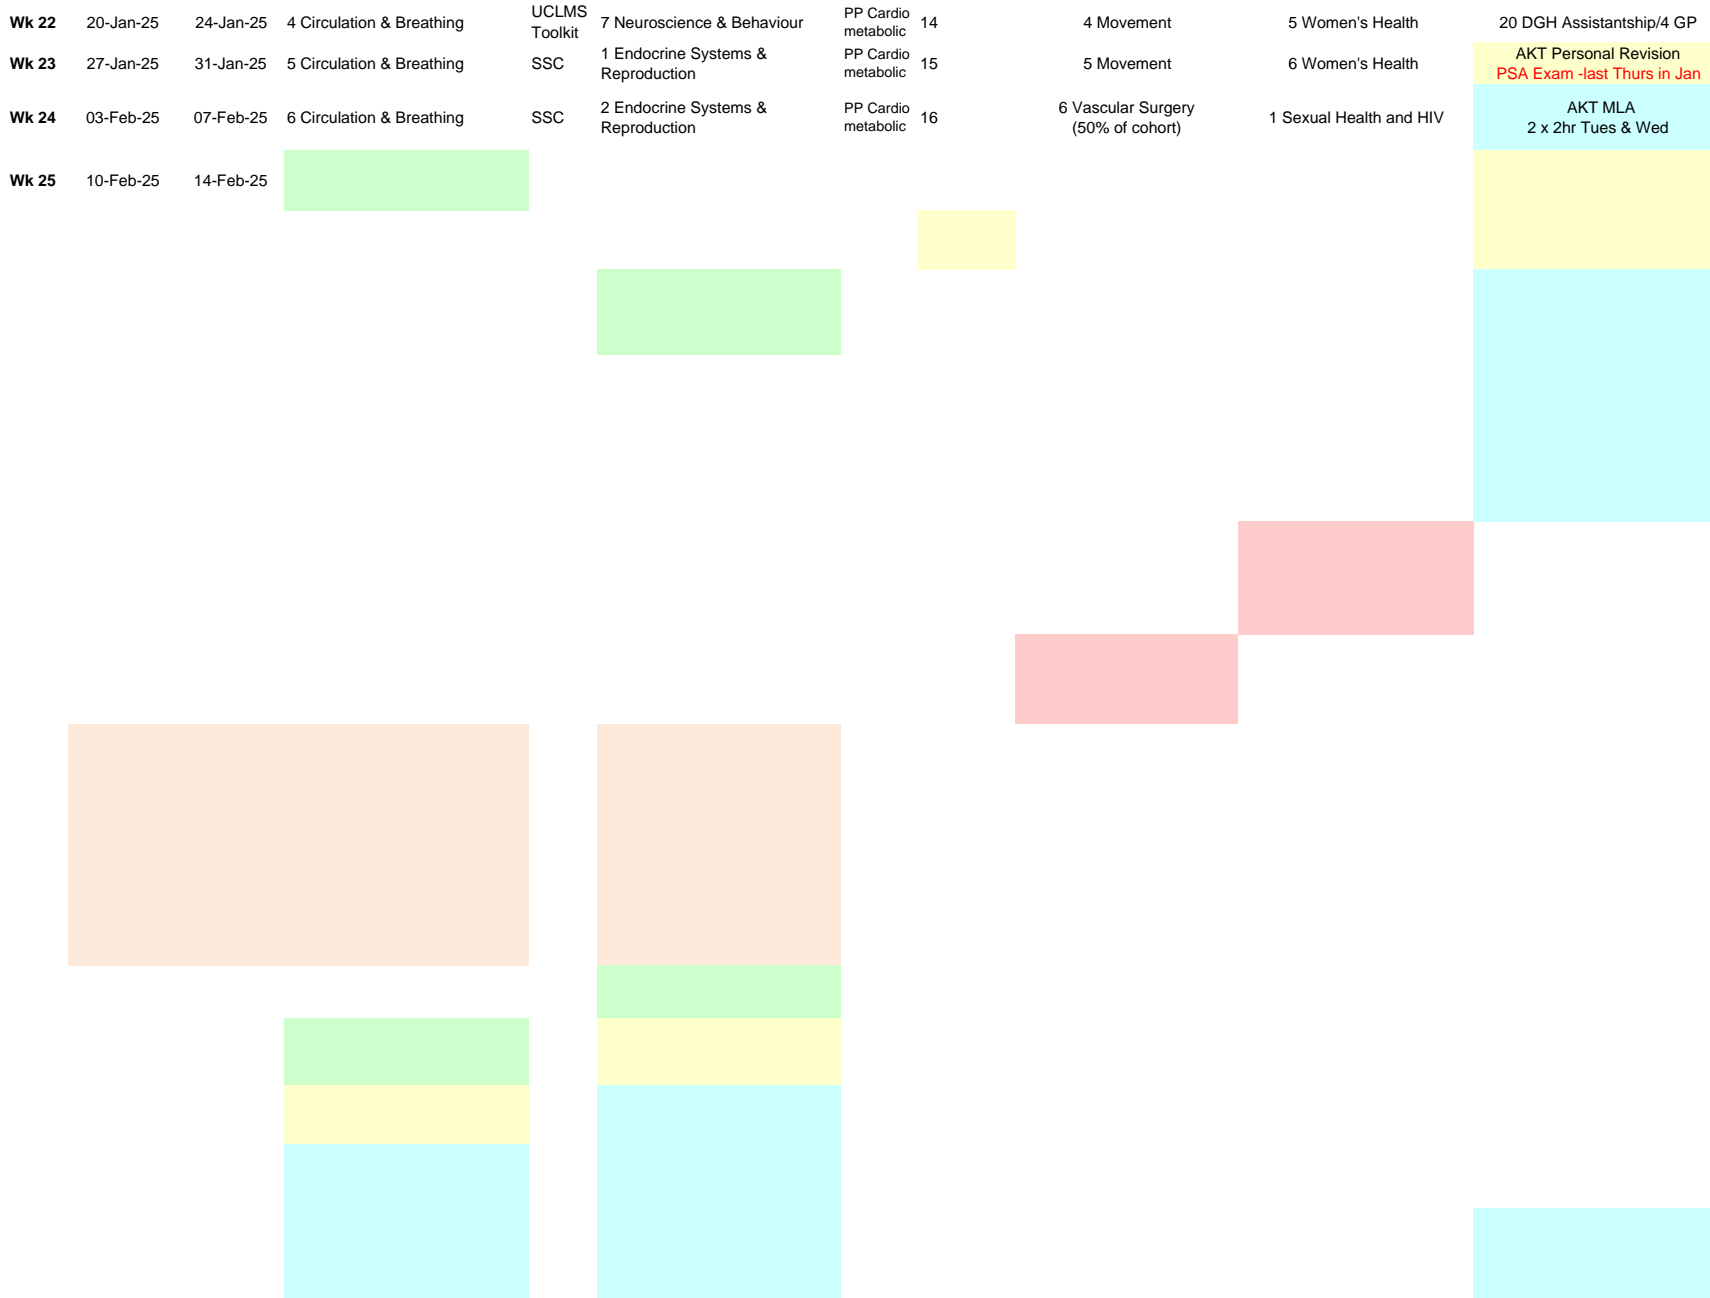 Wk 22 20-Jan-25 24-Jan-25 4 Circulation & Breathing UCLMS Toolkit 7 Neuroscience & Behaviour PP Cardio metabolic 14 4 Movement 5 Women's Health 20 DGH Assistantship/4 GP
Wk 23 27-Jan-25 31-Jan-25 5 Circulation & Breathing SSC 1 Endocrine Systems & Reproduction PP Cardio metabolic 15 5 Movement 6 Women's Health AKT Personal Revision PSA Exam -last Thurs in Jan
Wk 24 03-Feb-25 07-Feb-25 6 Circulation & Breathing SSC 2 Endocrine Systems & Reproduction PP Cardio metabolic 16 6 Vascular Surgery (50% of cohort) 1 Sexual Health and HIV AKT MLA 2 x 2hr Tues & Wed
Wk 25 10-Feb-25 14-Feb-25